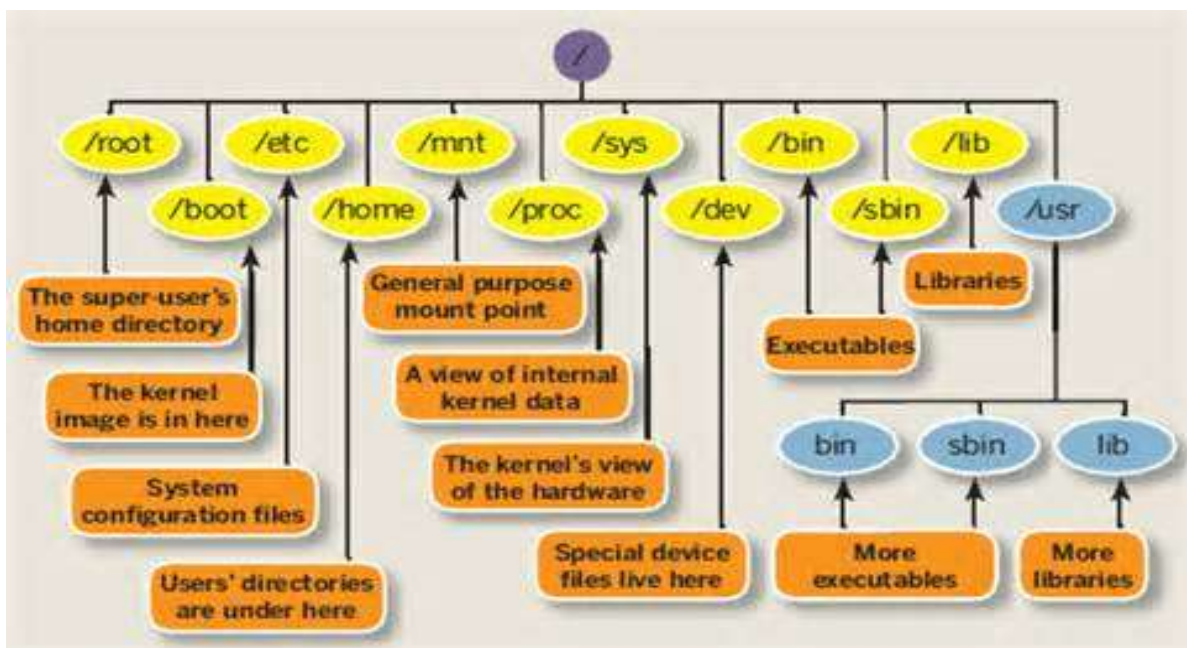 /
/root
/etc
/mnt
/sys
/bin
/lib
/boot
/home
/proc
/dev
/sbin
/usr
The super-user's
home directory
General purpose
mount point
Libraries
Executables
The kernel
image is in here
A view of internal
kernel data
bin
sbin
lib
System
configuration files
The kernel's view
of the hardware
Users' directories
are under here
Special device
files live here
More
executables
More
libraries